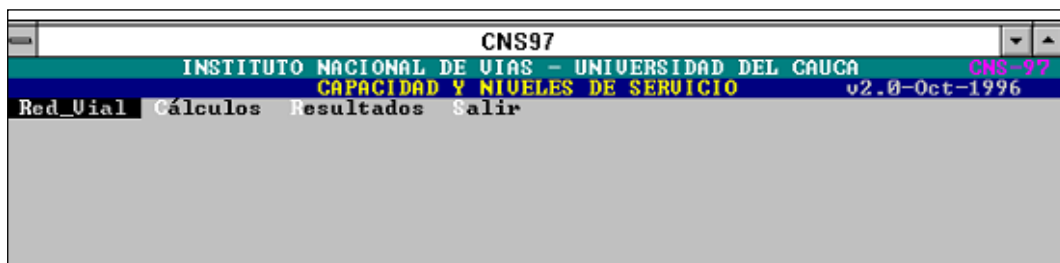 CNS97
INSTITUTO NACIONAL DE VIAS - UNIVERSIDAD DEL CAUCA CNS-97
CAPACIDAD Y NIVELES DE SERVICIO v2.0-Oct-1996
Red_Vial Cálculos Resultados Salir